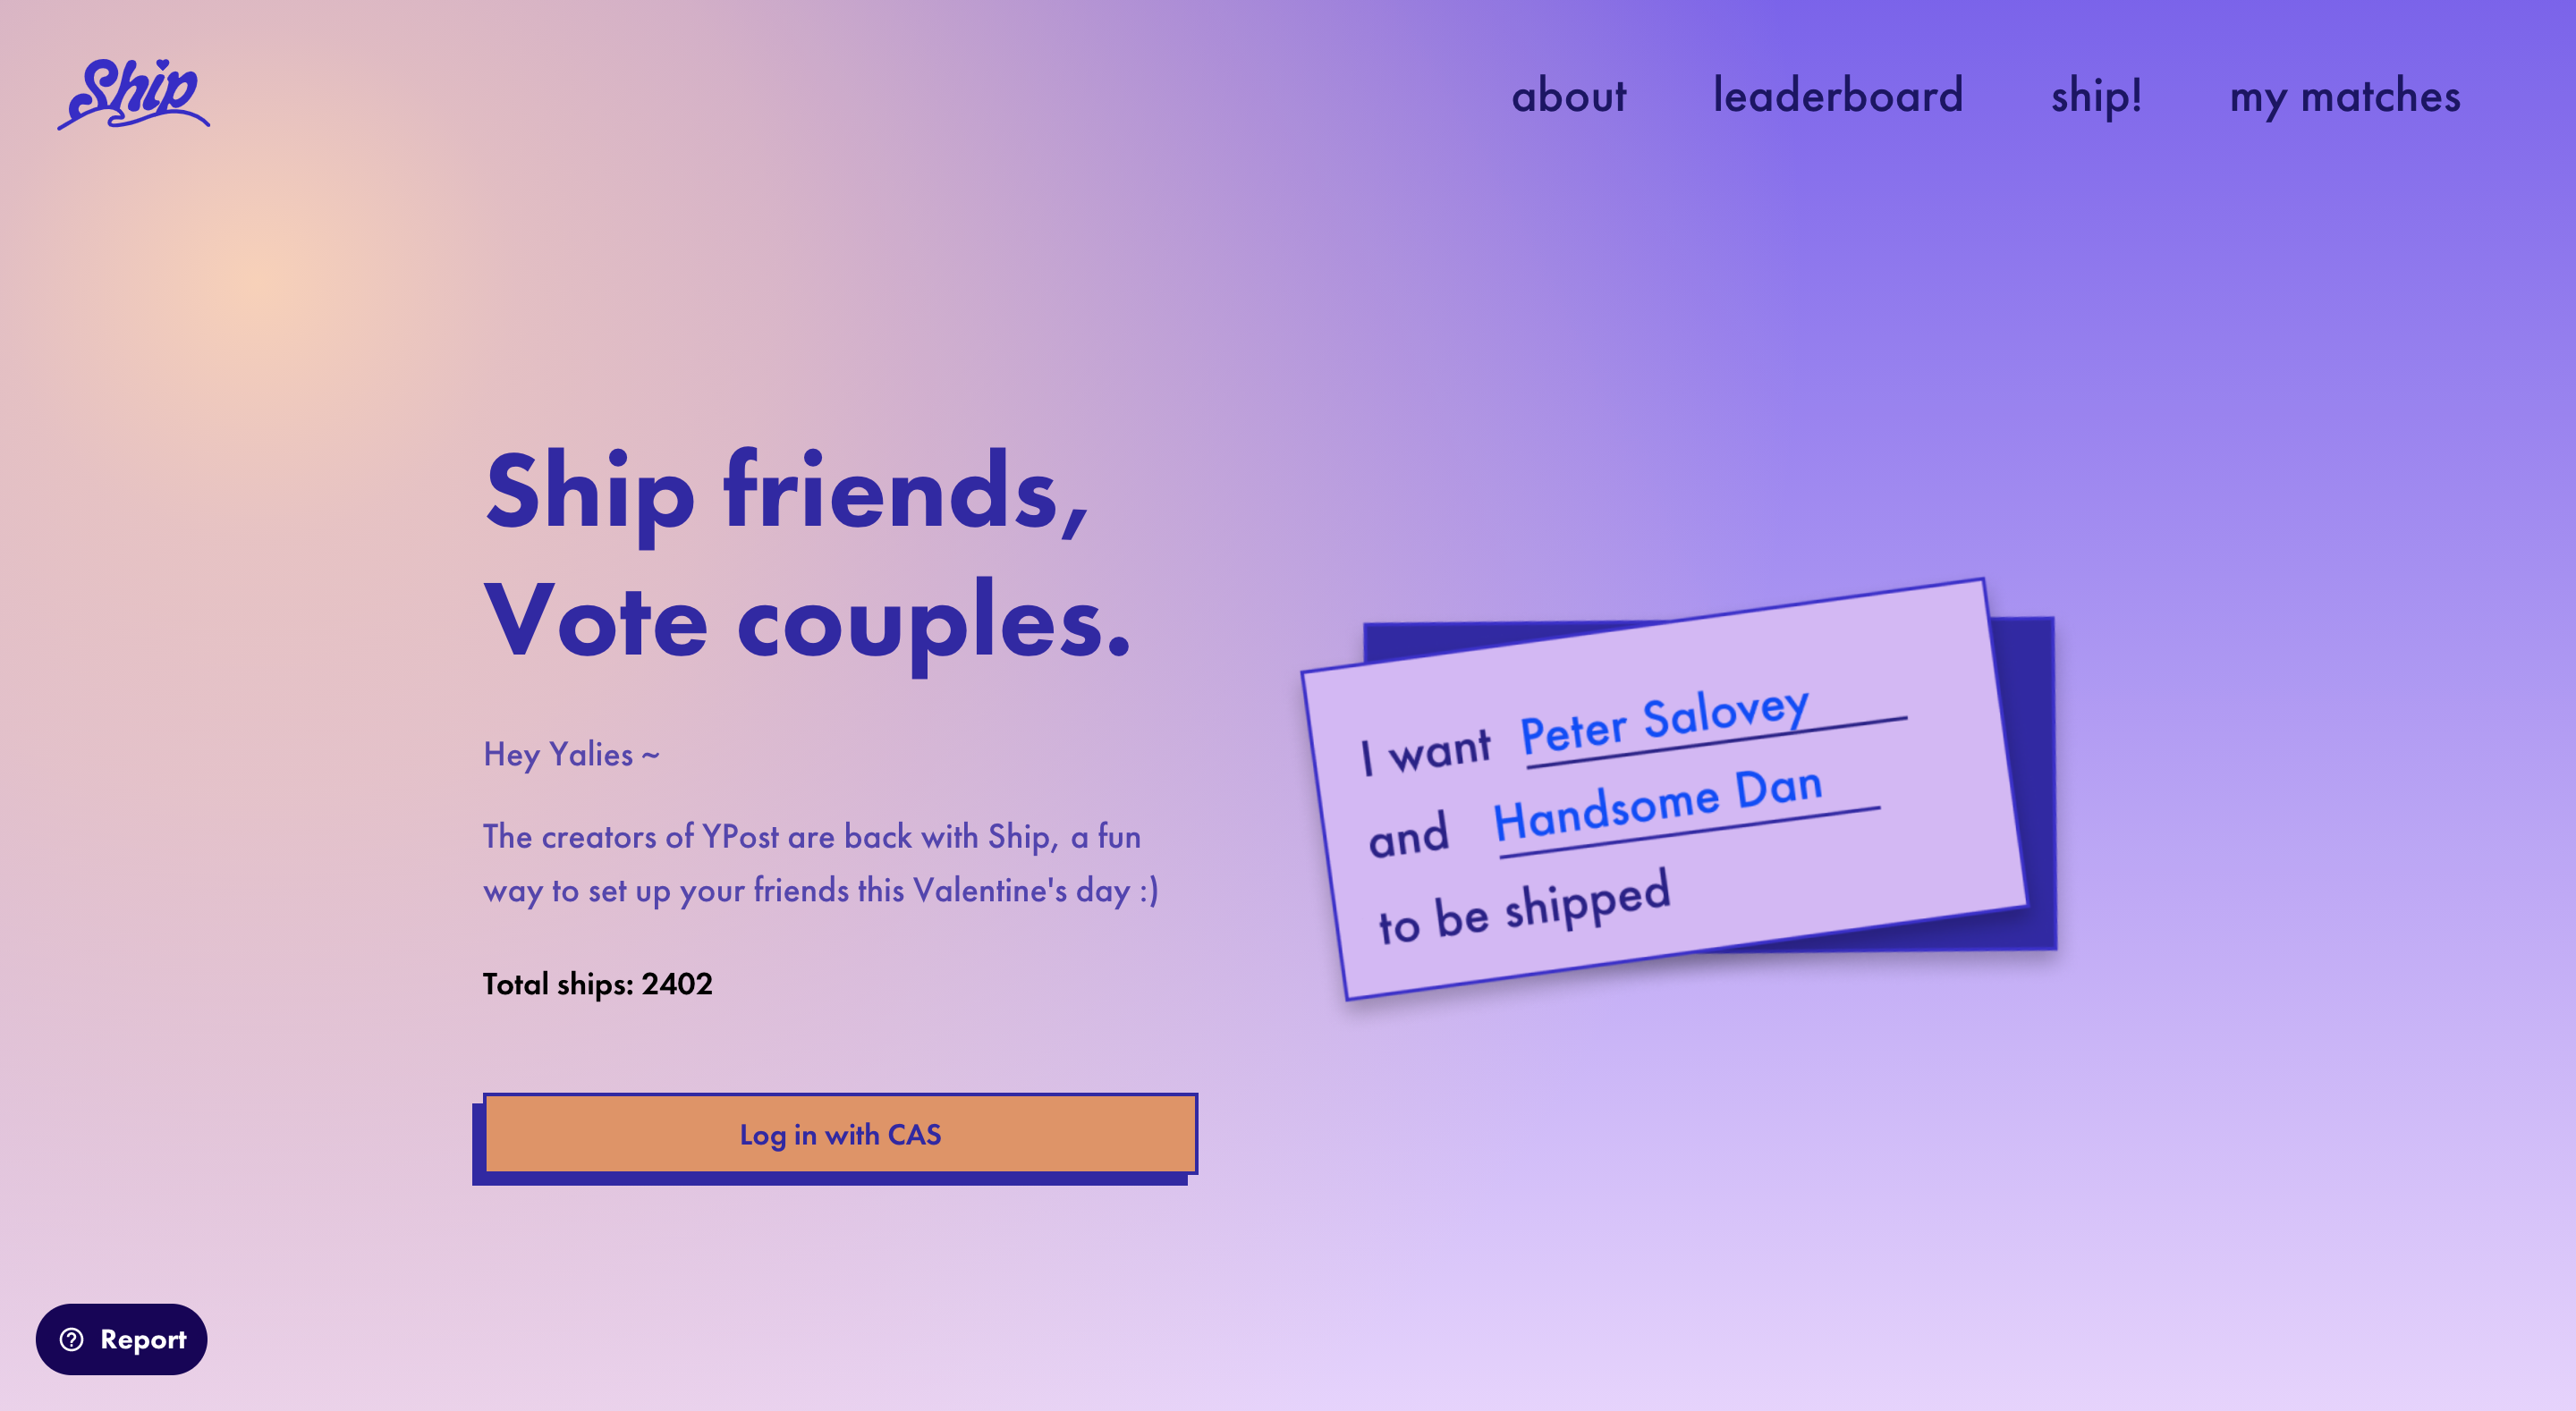 Ship
about
leaderboard
ship!
my matches
Ship friends,
Vote couples.
Hey Yalies ~
The creators of YPost are back with Ship, a fun
way to set up your friends this Valentine's day :)
Total ships: 2402
Log in with CAS
I want Peter Salovey
and Handsome Dan
to be shipped
Report